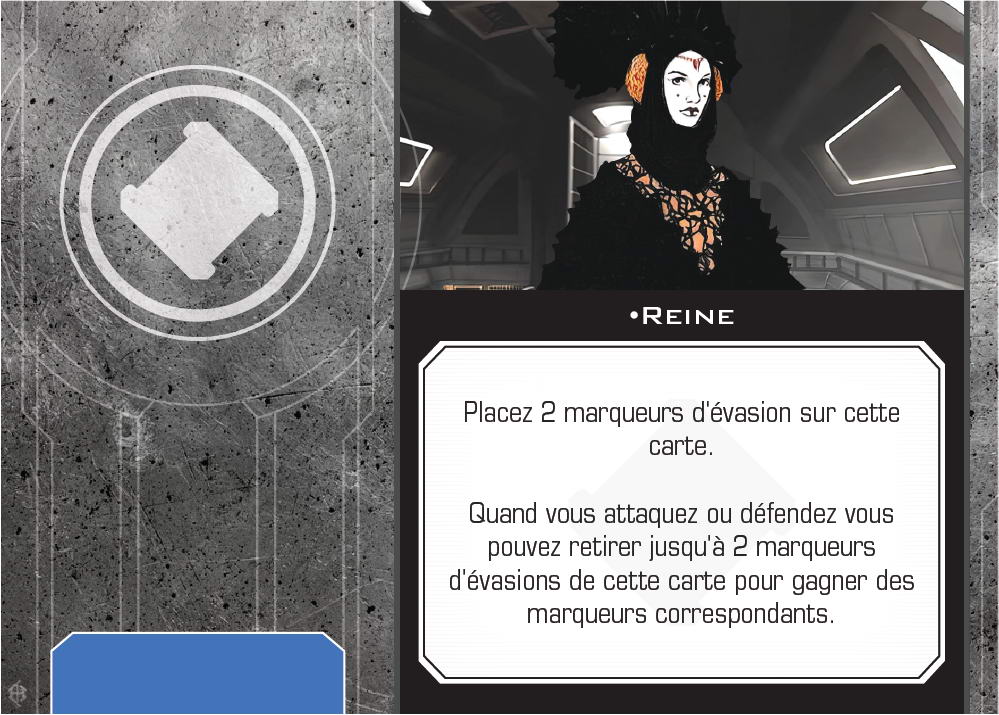 •Reine
Placez 2 marqueurs d'évasion sur cette
carte.
Quand vous attaquez ou défendez vous
pouvez retirer jusqu'à 2 marqueurs
d'évasions de cette carte pour gagner des
marqueurs correspondants.